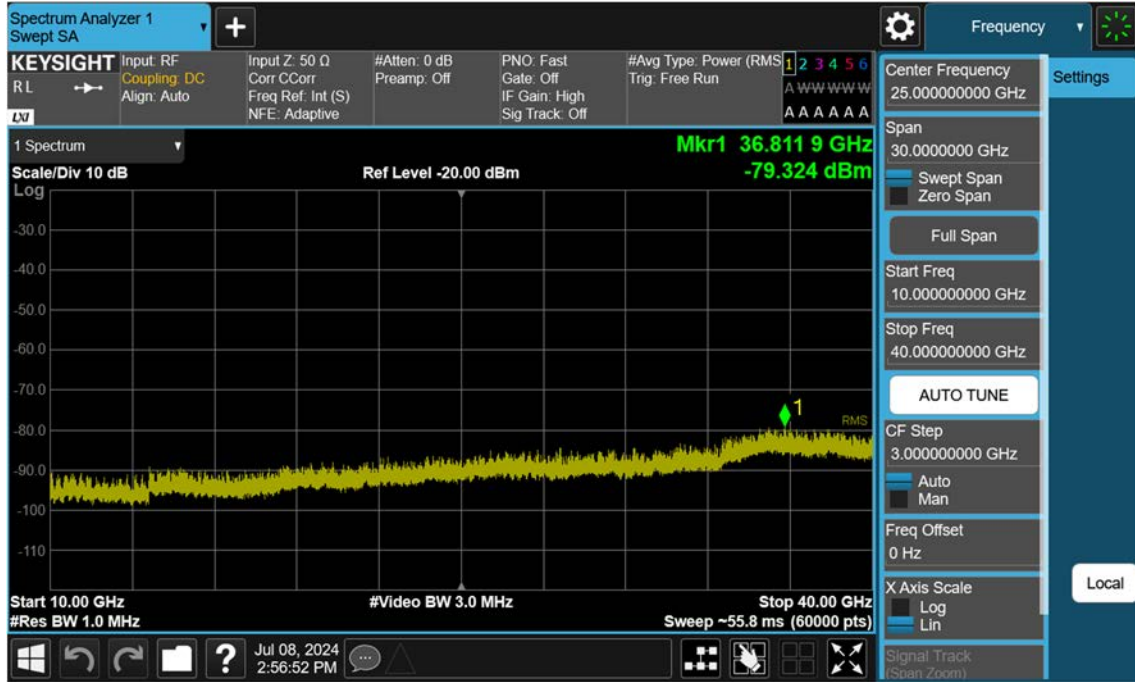 Spectrum Analyzer 1
Swept SA
Frequency
KEYSIGHT
R L
LXI
Input: RF
Coupling: DC
Align: Auto
Input Z: 50 Ω
Corr CCorr
Freq Ref: Int (S)
NFE: Adaptive
#Atten: 0 dB
Preamp: Off
PNO: Fast
Gate: Off
IF Gain: High
Sig Track: Off
#Avg Type: Power (RMS
Trig: Free Run
1 2 3 4 5 6
A W W W W W
A A A A A A
1 Spectrum
Scale/Div 10 dB
Ref Level -20.00 dBm
Mkr1 36.811 9 GHz
-79.324 dBm
Log
-30.0
-40.0
-50.0
-60.0
-70.0
-80.0
-90.0
-100
-110
1
RMS
Start 10.00 GHz
#Res BW 1.0 MHz
#Video BW 3.0 MHz
Stop 40.00 GHz
Sweep ~55.8 ms (60000 pts)
Jul 08, 2024
2:56:52 PM
?
Center Frequency
25.000000000 GHz
Span
30.0000000 GHz
Swept Span
Zero Span
Full Span
Start Freq
10.000000000 GHz
Stop Freq
40.000000000 GHz
AUTO TUNE
CF Step
3.000000000 GHz
Auto
Man
Freq Offset
0 Hz
X Axis Scale
Log
Lin
Signal Track
(Span Zoom)
Settings
Local